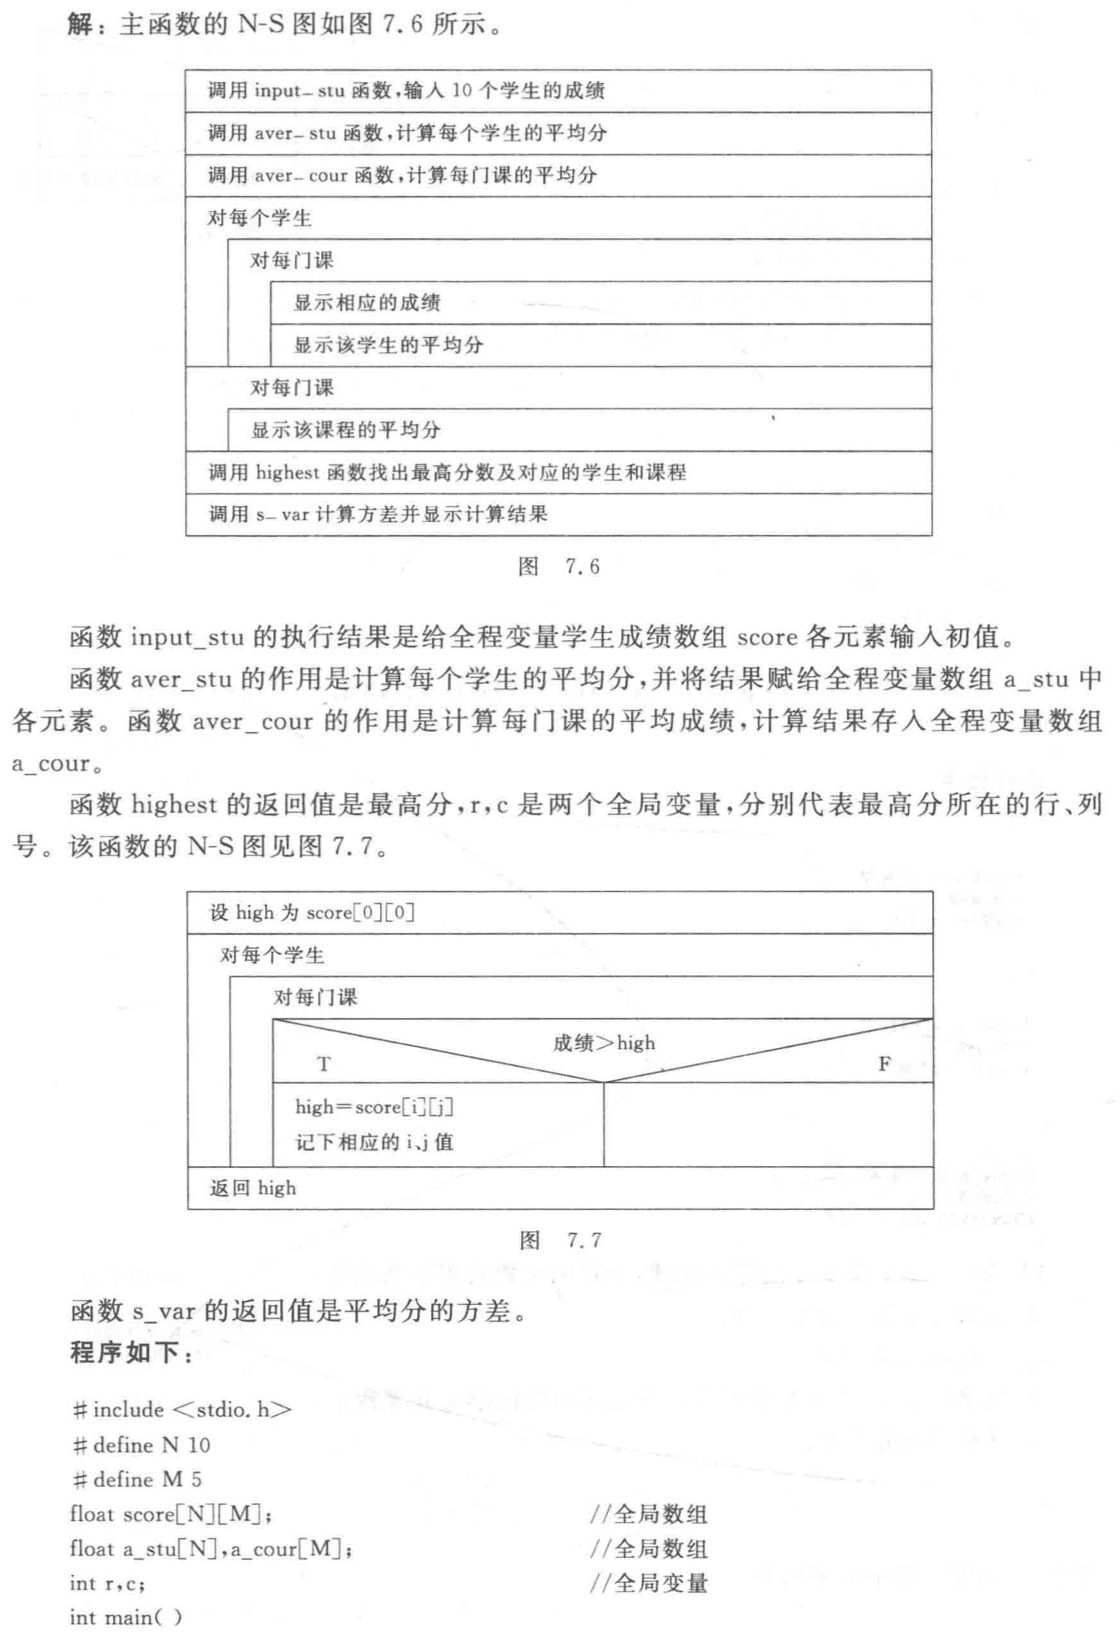 解：主函数的 N-S 图如图 7.6 所示。
调用 input_stu 函数,输入 10 个学生的成绩
调用 aver_stu 函数,计算每个学生的平均分
调用 aver_cour 函数,计算每门课的平均分
对每个学生
对每门课
显示相应的成绩
显示该学生的平均分
对每门课
显示该课程的平均分
调用 highest 函数找出最高分数及对应的学生和课程
调用 s_var 计算方差并显示计算结果
图 7.6
函数 input_stu 的执行结果是给全程变量学生成绩数组 score 各元素输入初值。
函数 aver_stu 的作用是计算每个学生的平均分,并将结果赋给全程变量数组 a_stu 中
各元素。函数 aver_cour 的作用是计算每门课的平均成绩,计算结果存入全程变量数组
a_cour。
函数 highest 的返回值是最高分,r,c 是两个全局变量,分别代表最高分所在的行、列
号。该函数的 N-S 图见图 7.7。
设 high 为 score[0][0]
对每个学生
对每门课
成绩>high
T
F
high=score[i][j]
记下相应的 i、j 值
返回 high
图 7.7
函数 s_var 的返回值是平均分的方差。
程序如下：
#include <stdio.h>
#define N 10
#define M 5
float score[N][M]; //全局数组
float a_stu[N],a_cour[M]; //全局数组
int r,c; //全局变量
int main( )